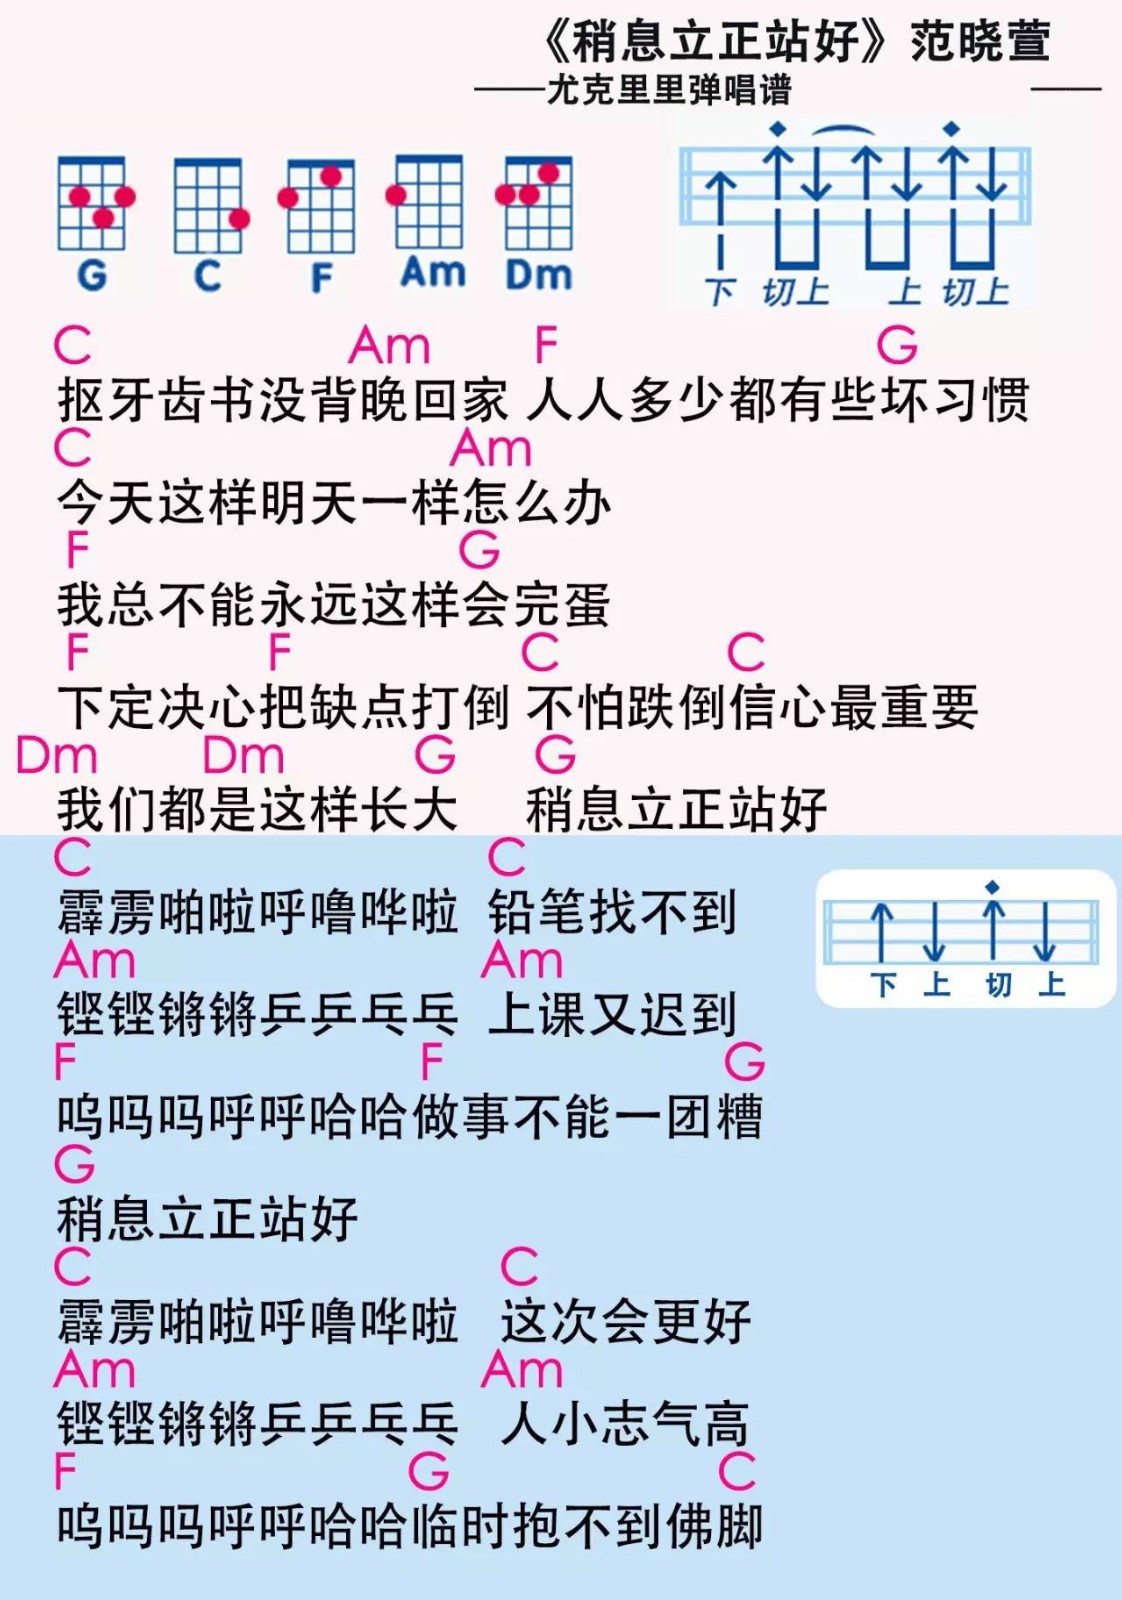 《稍息立正站好》范晓萱
——尤克里里弹唱谱 ——
G C F Am Dm
下 切上 上 切上
C Am F G
抠牙齿书没背晚回家 人人多少都有些坏习惯
C Am
今天这样明天一样怎么办
F G
我总不能永远这样会完蛋
F F C C
下定决心把缺点打倒 不怕跌倒信心最重要
Dm Dm G G
我们都是这样长大 稍息立正站好
C C
霹雳啪啦呼噜哗啦 铅笔找不到
下 上 切 上
Am Am
铿铿锵锵乒乒乓乓 上课又迟到
F F G
呜吗吗呼呼哈哈做事不能一团糟
G
稍息立正站好
C C
霹雳啪啦呼噜哗啦 这次会更好
Am Am
铿铿锵锵乒乒乓乓 人小志气高
F G C
呜吗吗呼呼哈哈临时抱不到佛脚